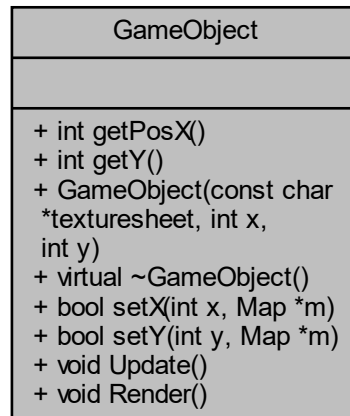 GameObject
+ int getPosX()
+ int getY()
+ GameObject(const char
*texturesheet, int x,
int y)
+ virtual ~GameObject()
+ bool setX(int x, Map *m)
+ bool setY(int y, Map *m)
+ void Update()
+ void Render()